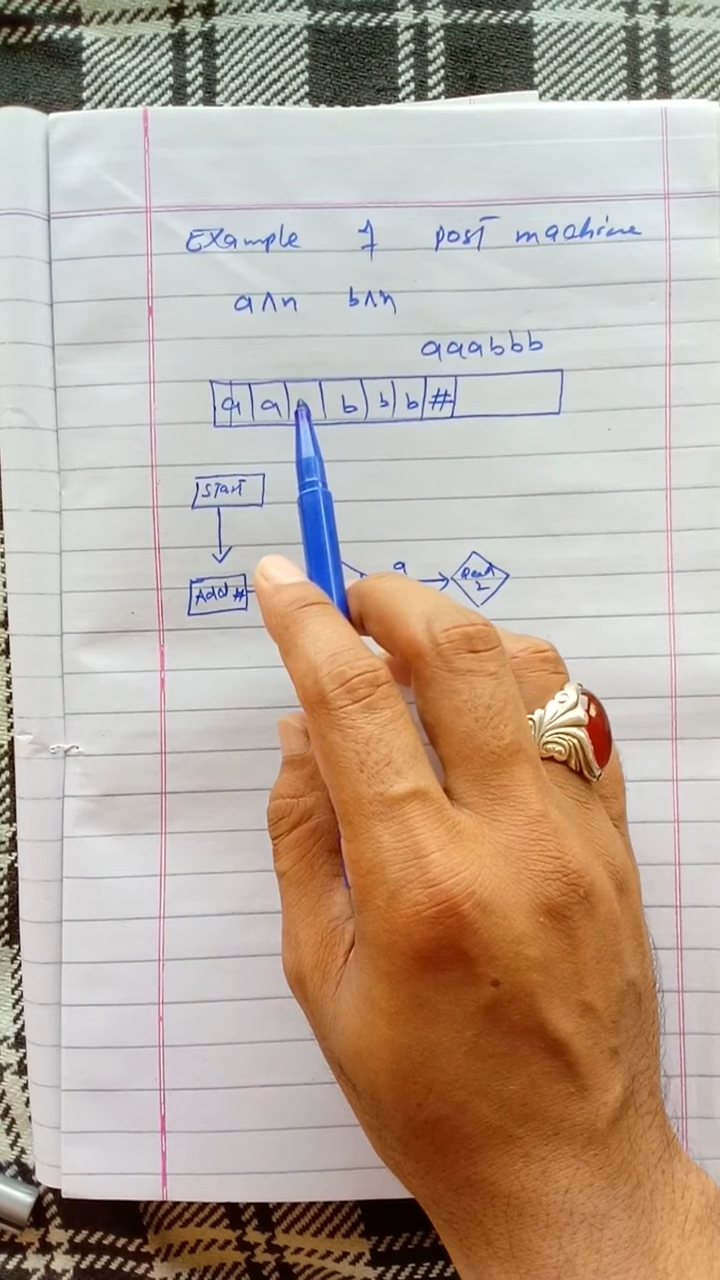 Example of post machine
a^n b^n
aaabbb
a a a b b b #
Start
Add #
a
Read 2